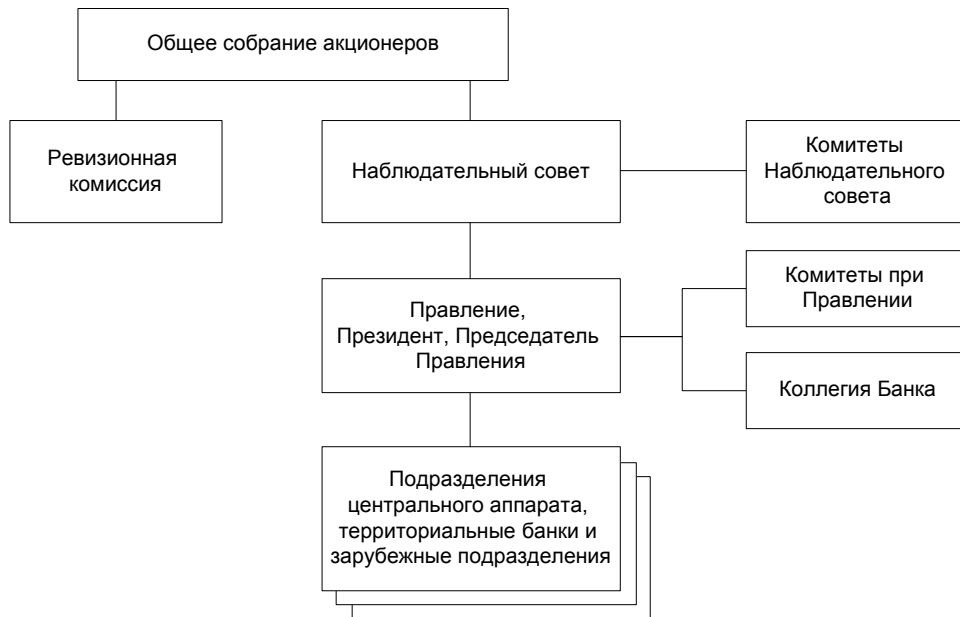 Общее собрание акционеров
Ревизионная
комиссия
Наблюдательный совет
Комитеты
Наблюдательного
совета
Комитеты при
Правлении
Правление,
Президент, Председатель
Правления
Коллегия Банка
Подразделения
центрального аппарата,
территориальные банки и
зарубежные подразделения